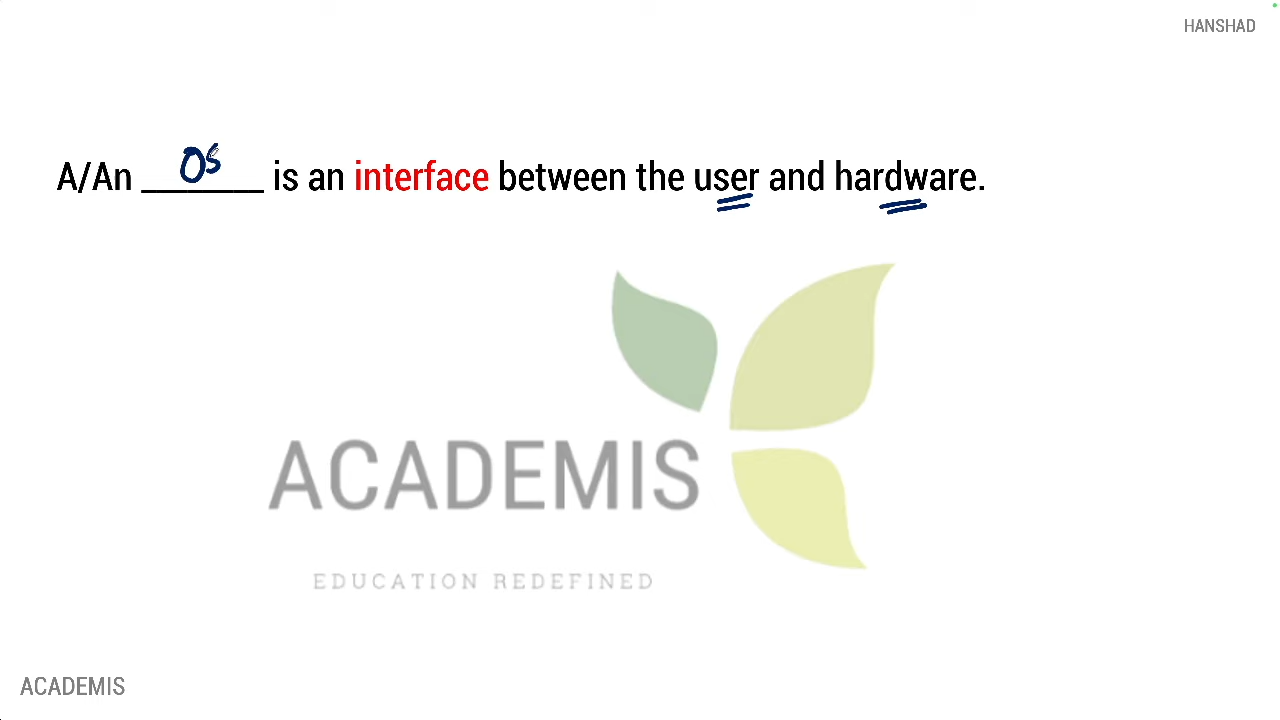 HANSHAD
A/An OS is an interface between the user and hardware.
ACADEMIS
EDUCATION REDEFINED
ACADEMIS